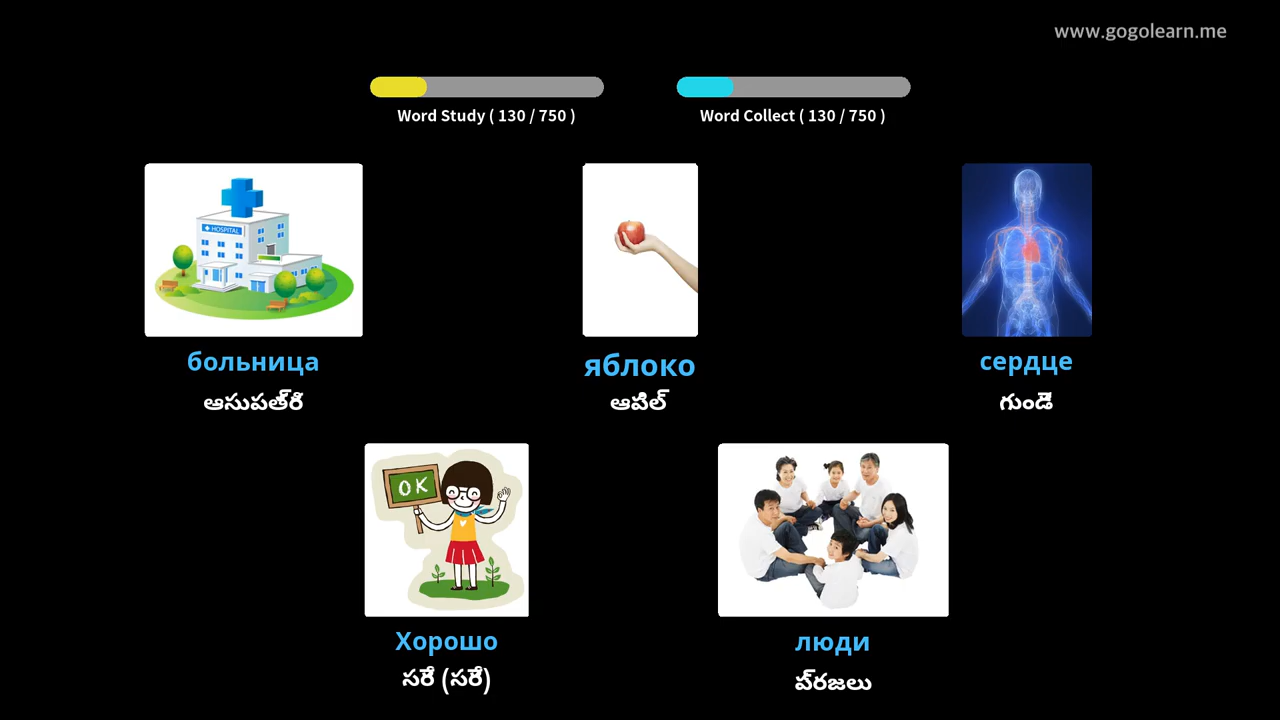 www.gogolearn.me
Word Study ( 130 / 750 )
Word Collect ( 130 / 750 )
HOSPITAL
больница
ఆసుపత్రి
яблоко
ఆపిల్
сердце
గుండె
OK
Хорошо
సరే (సరే)
люди
ప్రజలు